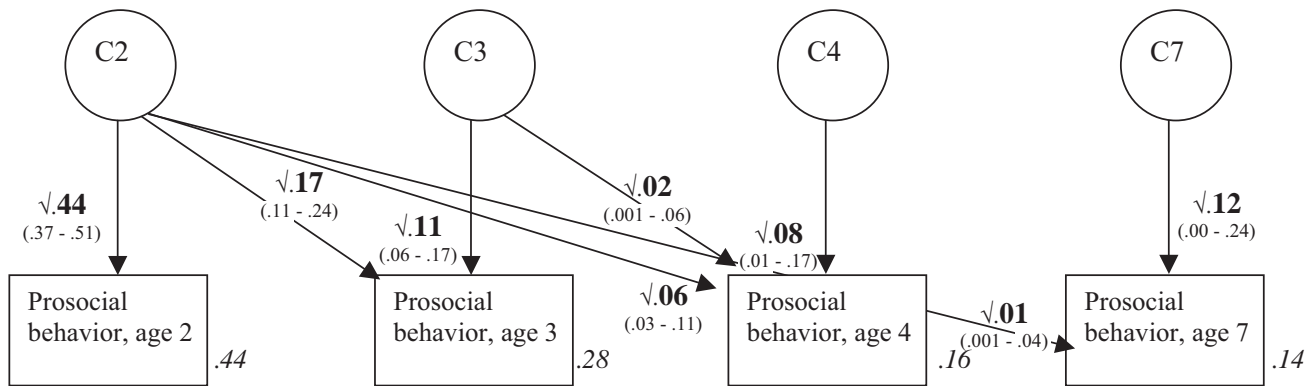 C2
C3
C4
C7
√.44
(.37 - .51)
√.17
(.11 - .24)
√.11
(.06 - .17)
√.02
(.001 - .06)
√.06
(.03 - .11)
√.08
(.01 - .17)
√.01
(.001 - .04)
√.12
(.00 - .24)
Prosocial
behavior, age 2
.44
Prosocial
behavior, age 3
.28
Prosocial
behavior, age 4
.16
Prosocial
behavior, age 7
.14